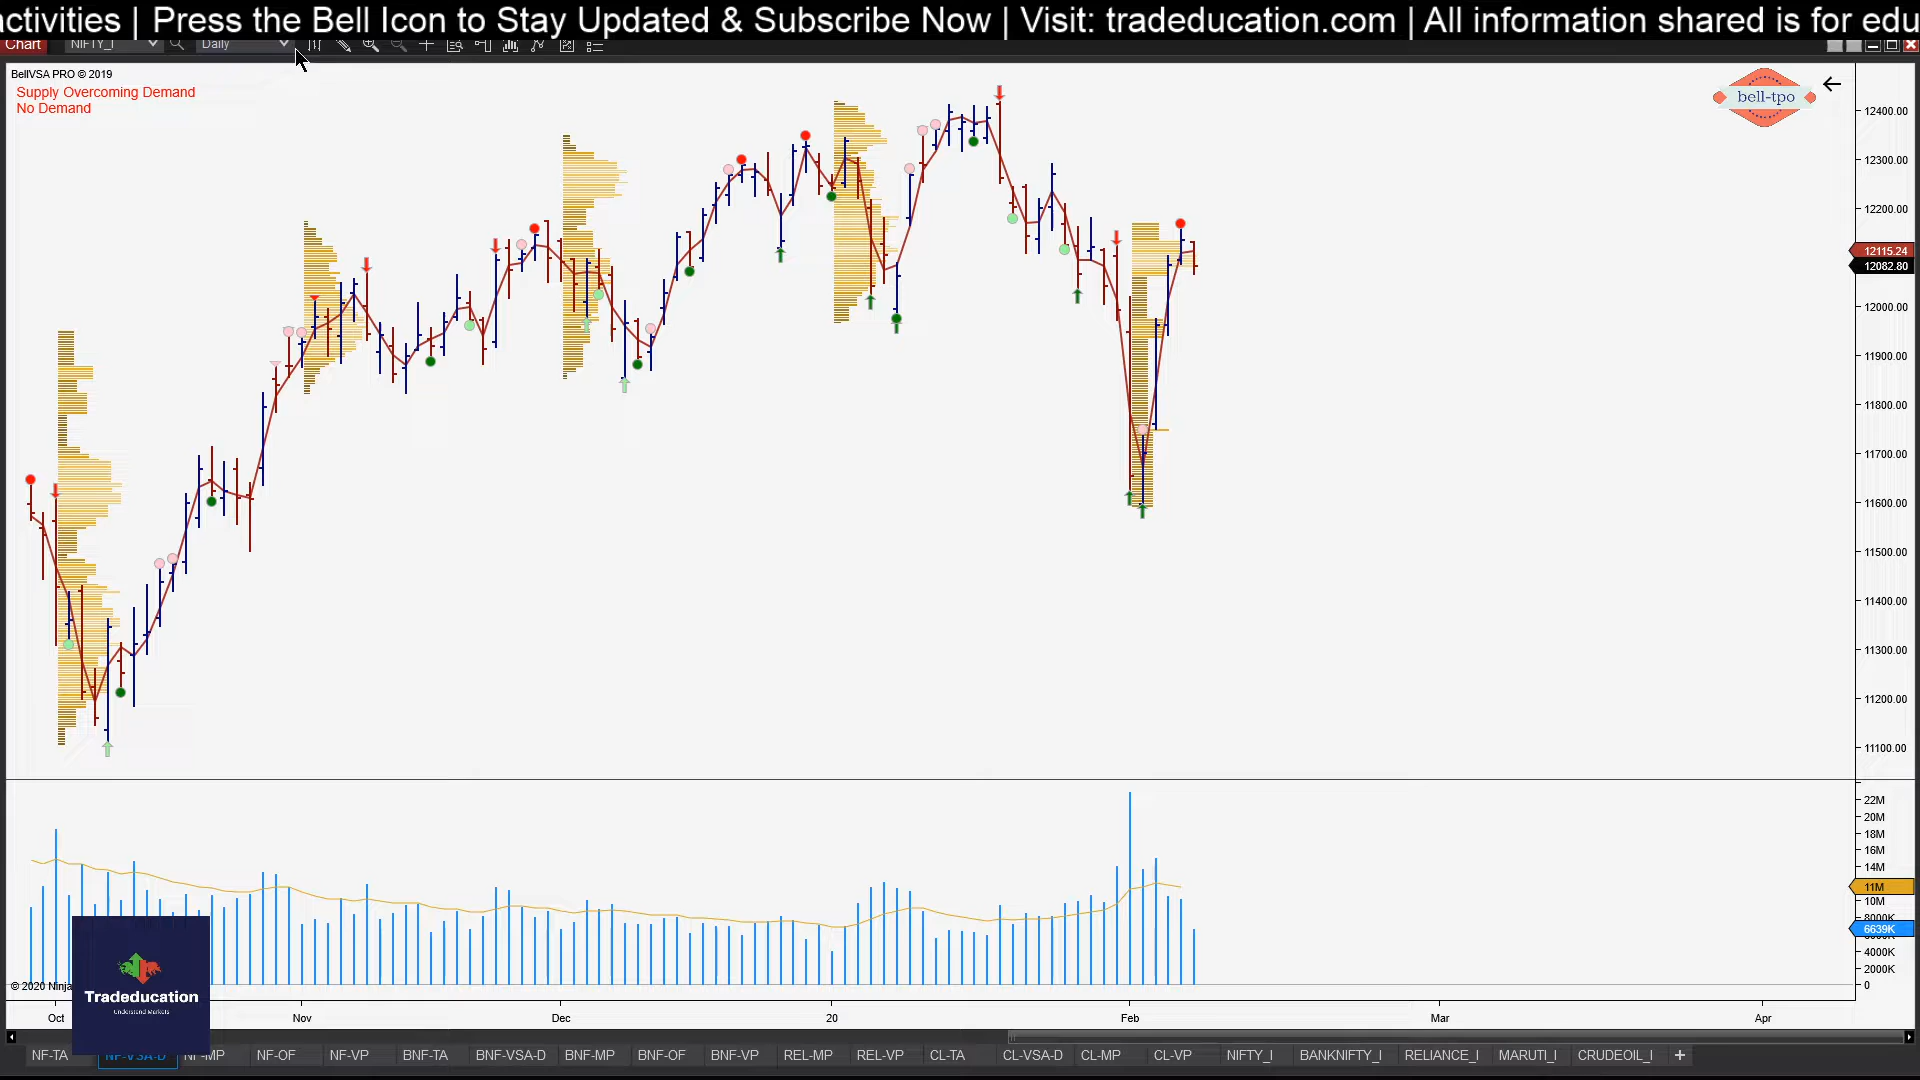 ctivities | Press the Bell Icon to Stay Updated & Subscribe Now | Visit: tradeducation.com | All information shared is for edu
Chart NIFTY_I Daily
BellVSA PRO © 2019
Supply Overcoming Demand
No Demand
bell-tpo
12400.00
12300.00
12200.00
12115.24
12082.80
12000.00
11900.00
11800.00
11700.00
11600.00
11500.00
11400.00
11300.00
11200.00
11100.00
22M
20M
18M
16M
14M
11M
10M
8000K
6639K
4000K
2000K
0
© 2020 Ninja
Tradeducation
Understand Markets
Oct Nov Dec 20 Feb Mar Apr
NF-TA NF-VSA-D NF-MP NF-OF NF-VP BNF-TA BNF-VSA-D BNF-MP BNF-OF BNF-VP REL-MP REL-VP CL-TA CL-VSA-D CL-MP CL-VP NIFTY_I BANKNIFTY_I RELIANCE_I MARUTI_I CRUDEOIL_I +